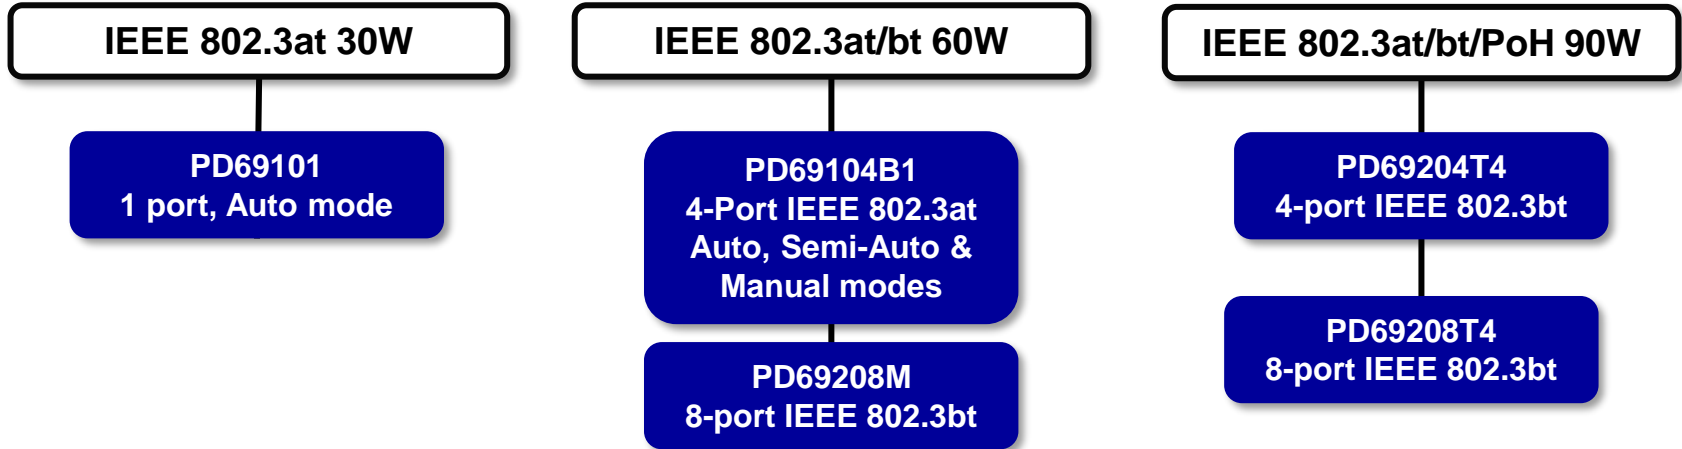 IEEE 802.3at 30W
PD69101
1 port, Auto mode
IEEE 802.3at/bt 60W
PD69104B1
4-Port IEEE 802.3at
Auto, Semi-Auto &
Manual modes
PD69208M
8-port IEEE 802.3bt
IEEE 802.3at/bt/PoH 90W
PD69204T4
4-port IEEE 802.3bt
PD69208T4
8-port IEEE 802.3bt